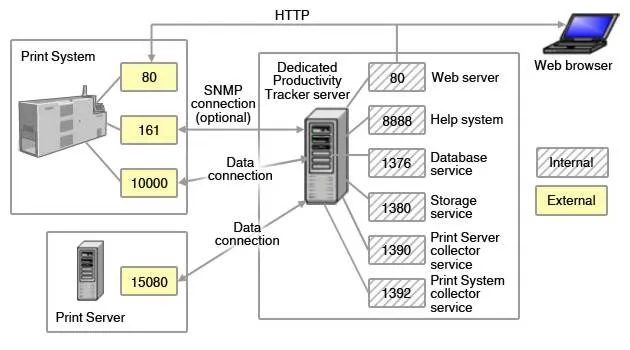 HTTP
Print System
80
161
10000
SNMP
connection
(optional)
Data
connection
Data
connection
Print Server
15080
Dedicated
Productivity
Tracker server
80
Web server
8888
Help system
1376
Database
service
1380
Storage
service
1390
Print Server
collector
service
1392
Print System
collector
service
Web browser
Internal
External